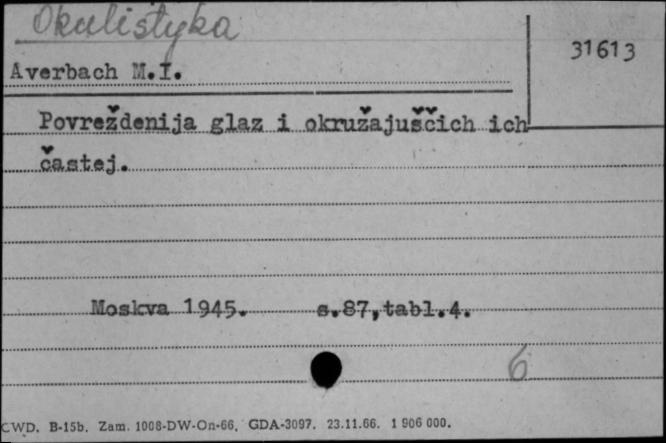 Okulistyka
31613
Averbach M.I.
Povreždenija glaz i okružajuščich ich
častej.
Moskva 1945. s.87,tabl.4.
6
CWD. B-15b. Zam. 1008-DW-On-66. GDA-3097. 23.11.66. 1 906 000.